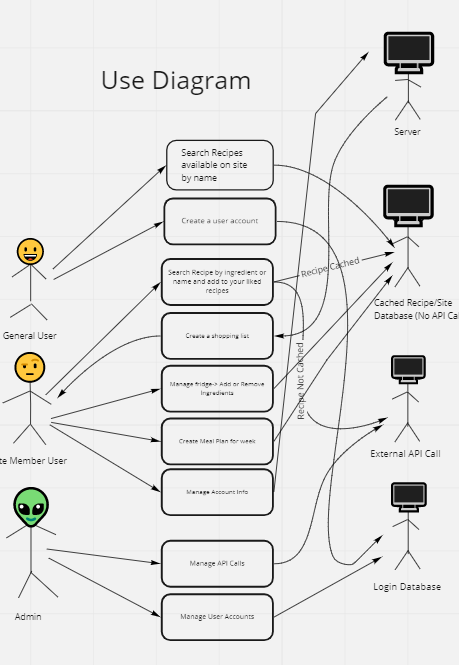 Use Diagram
Server
Search Recipes
available on site
by name
Create a user account
Search Recipe by ingredient or
name and add to your liked
recipes
Recipe Cached
Cached Recipe/Site
Database (No API Cal
General User
Create a shopping list
Recipe Not Cached
Manage fridge-> Add or Remove
Ingredients
Create Meal Plan for week
External API Call
te Member User
Manage Account Info
Manage API Calls
Login Database
Admin
Manage User Accounts